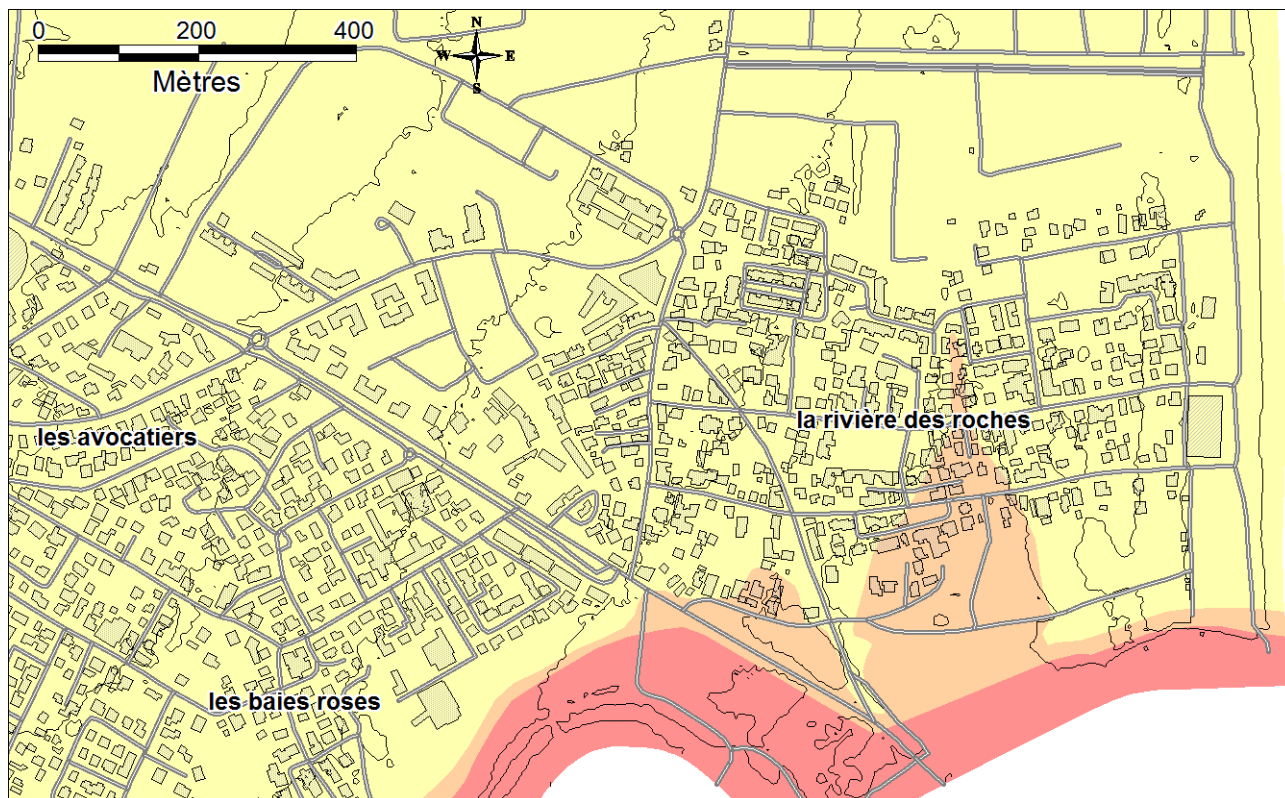 0 200 400
Mètres
N
W E
S
la rivière des roches
les avocatiers
les baies roses